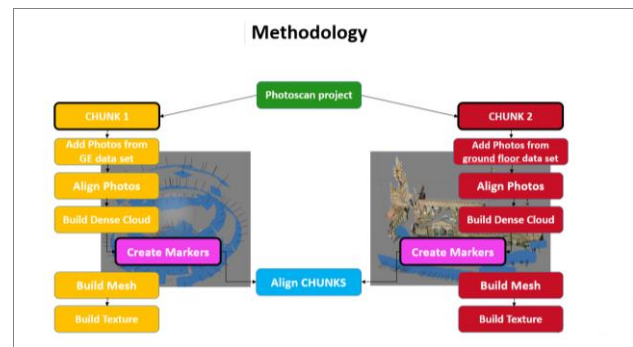 Methodology
Photoscan project
CHUNK 1
CHUNK 2
Add Photos from
GE data set
Add Photos from
ground floor data set
Align Photos
Align Photos
Build Dense Cloud
Build Dense Cloud
Create Markers
Create Markers
Align CHUNKS
Build Mesh
Build Mesh
Build Texture
Build Texture